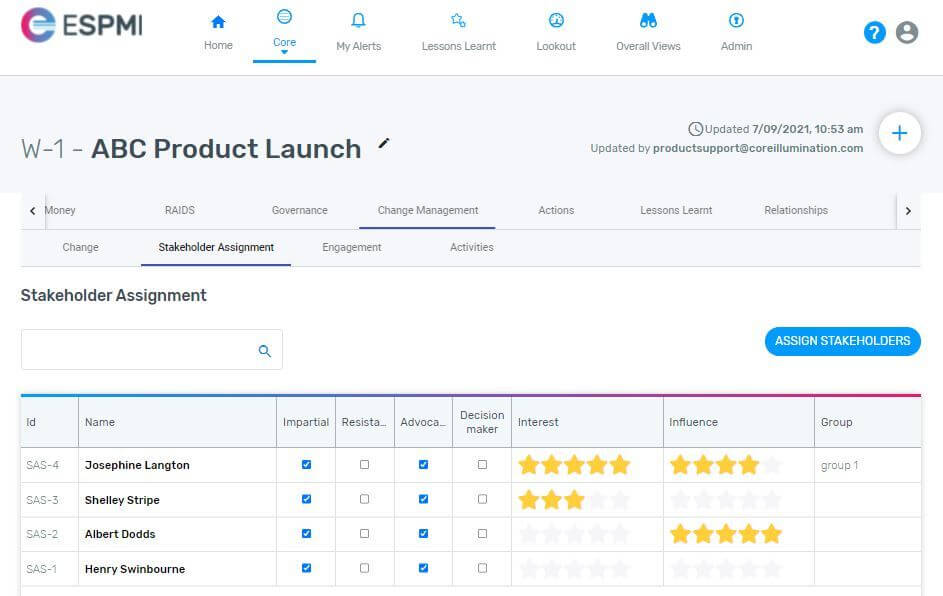 ESPMI
Home
Core
My Alerts
Lessons Learnt
Lookout
Overall Views
Admin
?
W-1 - ABC Product Launch
Updated 7/09/2021, 10:53 am
Updated by productsupport@coreillumination.com
Money
RAIDS
Governance
Change Management
Actions
Lessons Learnt
Relationships
Change
Stakeholder Assignment
Engagement
Activities
Stakeholder Assignment
ASSIGN STAKEHOLDERS
Id Name Impartial Resista... Advoca... Decision maker Interest Influence Group
SAS-4 Josephine Langton group 1
SAS-3 Shelley Stripe
SAS-2 Albert Dodds
SAS-1 Henry Swinbourne